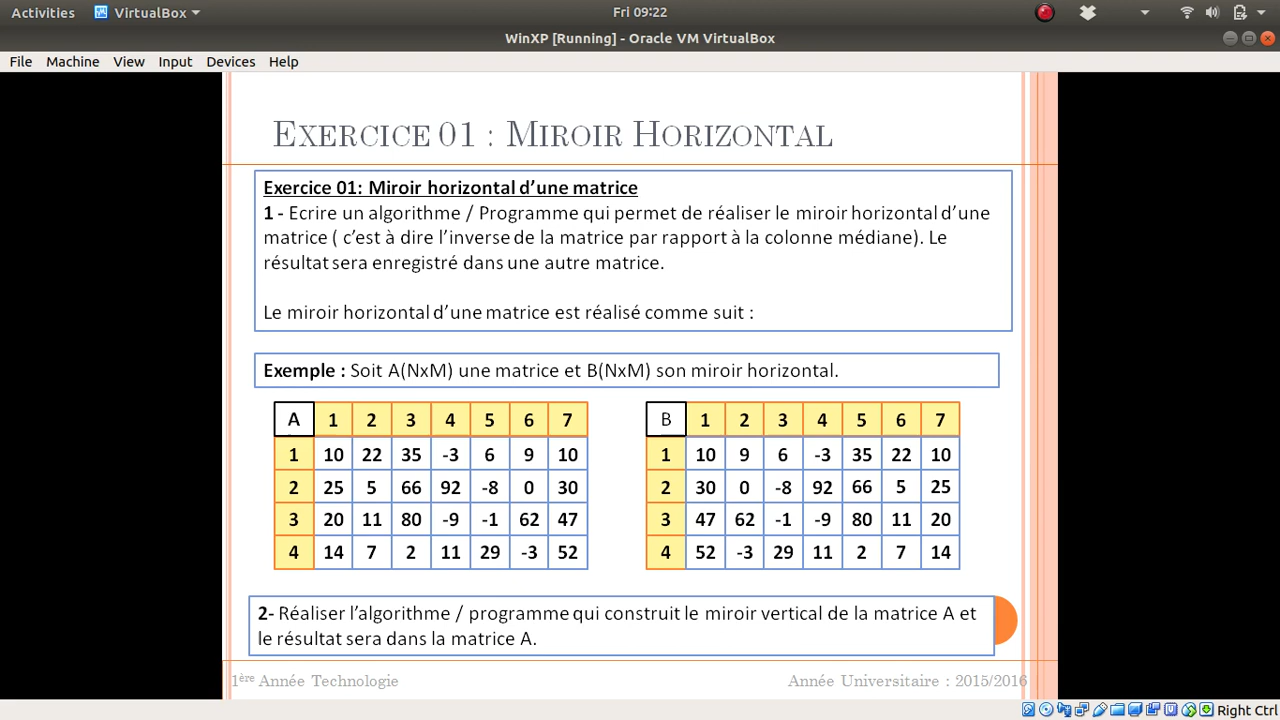 Activities VirtualBox Fri 09:22
WinXP [Running] - Oracle VM VirtualBox
File Machine View Input Devices Help
EXERCICE 01 : MIROIR HORIZONTAL
Exercice 01: Miroir horizontal d’une matrice
1 - Ecrire un algorithme / Programme qui permet de réaliser le miroir horizontal d’une
matrice ( c’est à dire l’inverse de la matrice par rapport à la colonne médiane). Le
résultat sera enregistré dans une autre matrice.
Le miroir horizontal d’une matrice est réalisé comme suit :
Exemple : Soit A(NxM) une matrice et B(NxM) son miroir horizontal.
A 1 2 3 4 5 6 7
1 10 22 35 -3 6 9 10
2 25 5 66 92 -8 0 30
3 20 11 80 -9 -1 62 47
4 14 7 2 11 29 -3 52
B 1 2 3 4 5 6 7
1 10 9 6 -3 35 22 10
2 30 0 -8 92 66 5 25
3 47 62 -1 -9 80 11 20
4 52 -3 29 11 2 7 14
2- Réaliser l’algorithme / programme qui construit le miroir vertical de la matrice A et
le résultat sera dans la matrice A.
1ère Année Technologie Année Universitaire : 2015/2016
Right Ctrl